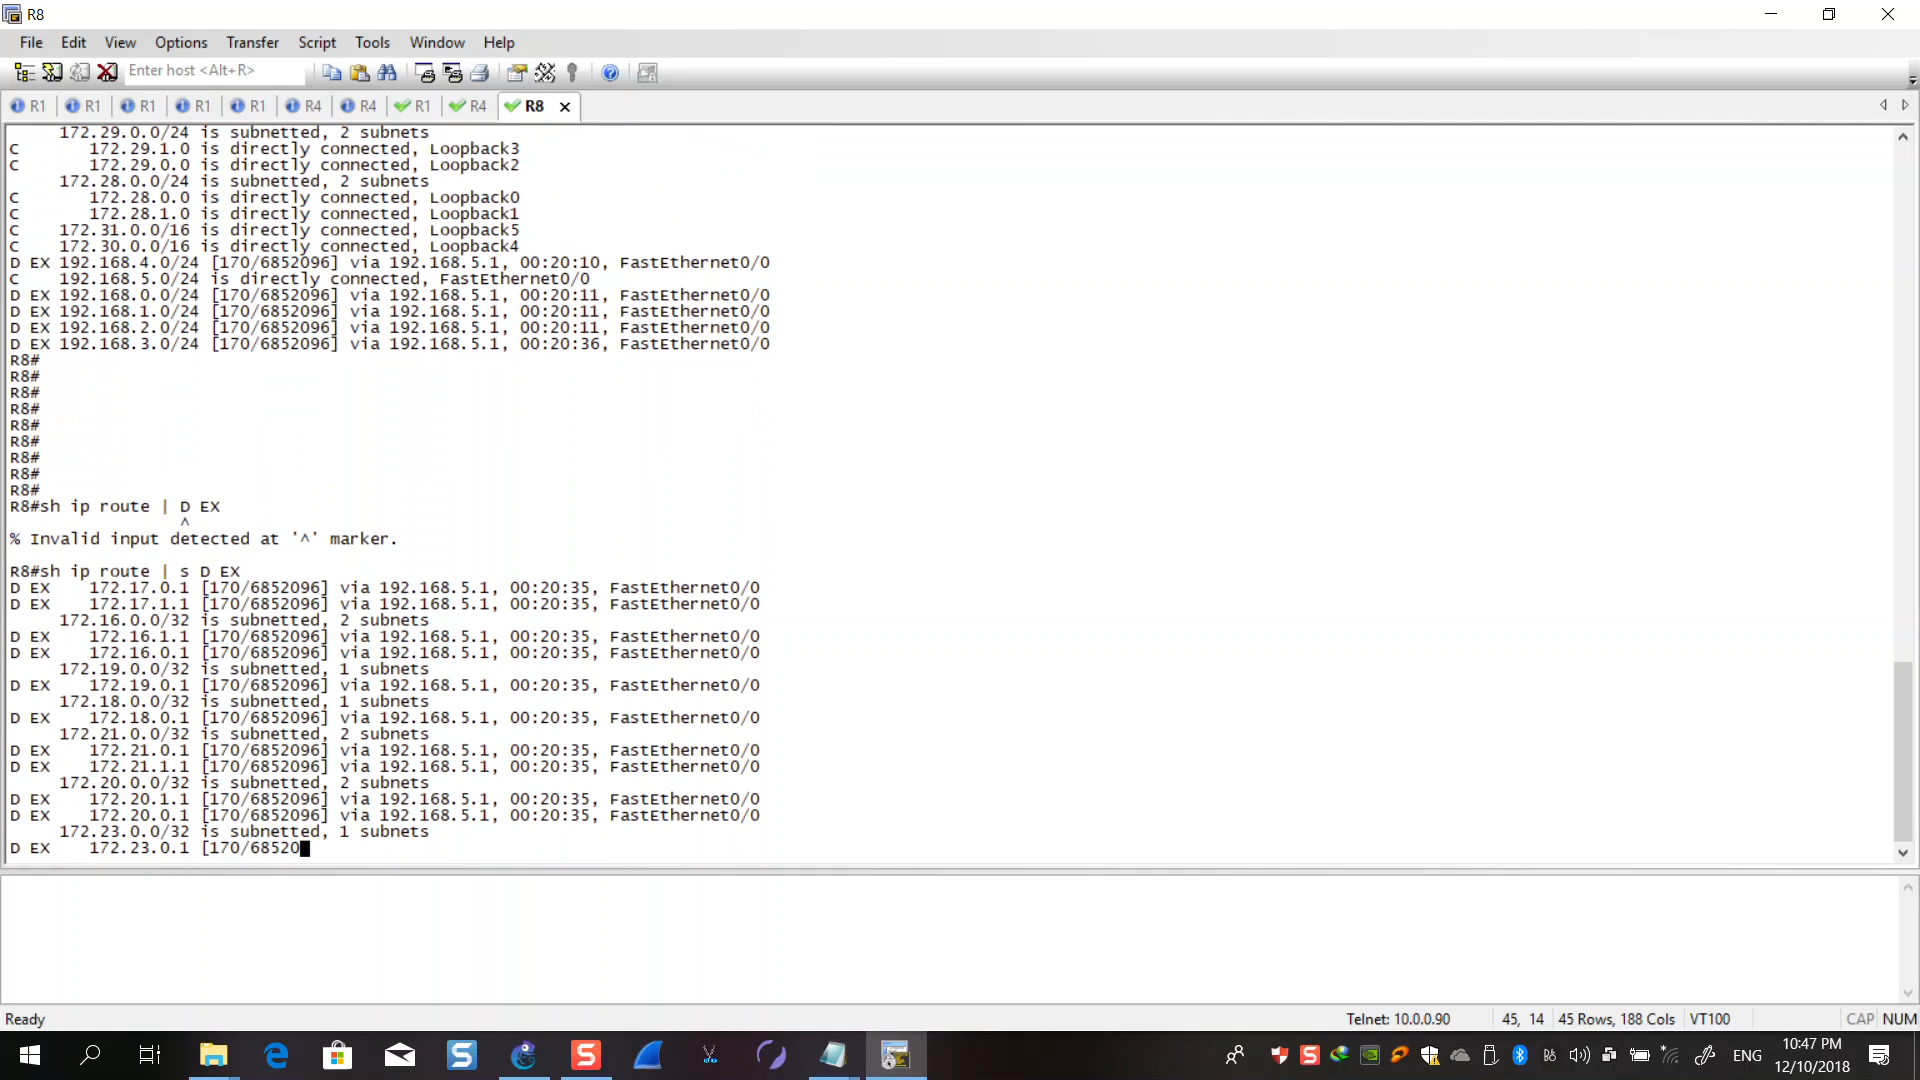 R8
File Edit View Options Transfer Script Tools Window Help
Enter host <Alt+R>
R1 R1 R1 R1 R1 R4 R4 R1 R4 R8
     172.29.0.0/24 is subnetted, 2 subnets
C       172.29.1.0 is directly connected, Loopback3
C       172.29.0.0 is directly connected, Loopback2
     172.28.0.0/24 is subnetted, 2 subnets
C       172.28.0.0 is directly connected, Loopback0
C       172.28.1.0 is directly connected, Loopback1
C    172.31.0.0/16 is directly connected, Loopback5
C    172.30.0.0/16 is directly connected, Loopback4
D EX 192.168.4.0/24 [170/6852096] via 192.168.5.1, 00:20:10, FastEthernet0/0
C    192.168.5.0/24 is directly connected, FastEthernet0/0
D EX 192.168.0.0/24 [170/6852096] via 192.168.5.1, 00:20:11, FastEthernet0/0
D EX 192.168.1.0/24 [170/6852096] via 192.168.5.1, 00:20:11, FastEthernet0/0
D EX 192.168.2.0/24 [170/6852096] via 192.168.5.1, 00:20:11, FastEthernet0/0
D EX 192.168.3.0/24 [170/6852096] via 192.168.5.1, 00:20:36, FastEthernet0/0
R8#
R8#
R8#
R8#
R8#
R8#
R8#
R8#
R8#
R8#sh ip route | D EX
                 ^
% Invalid input detected at '^' marker.
R8#sh ip route | s D EX
D EX    172.17.0.1 [170/6852096] via 192.168.5.1, 00:20:35, FastEthernet0/0
D EX    172.17.1.1 [170/6852096] via 192.168.5.1, 00:20:35, FastEthernet0/0
     172.16.0.0/32 is subnetted, 2 subnets
D EX    172.16.1.1 [170/6852096] via 192.168.5.1, 00:20:35, FastEthernet0/0
D EX    172.16.0.1 [170/6852096] via 192.168.5.1, 00:20:35, FastEthernet0/0
     172.19.0.0/32 is subnetted, 1 subnets
D EX    172.19.0.1 [170/6852096] via 192.168.5.1, 00:20:35, FastEthernet0/0
     172.18.0.0/32 is subnetted, 1 subnets
D EX    172.18.0.1 [170/6852096] via 192.168.5.1, 00:20:35, FastEthernet0/0
     172.21.0.0/32 is subnetted, 2 subnets
D EX    172.21.0.1 [170/6852096] via 192.168.5.1, 00:20:35, FastEthernet0/0
D EX    172.21.1.1 [170/6852096] via 192.168.5.1, 00:20:35, FastEthernet0/0
     172.20.0.0/32 is subnetted, 2 subnets
D EX    172.20.1.1 [170/6852096] via 192.168.5.1, 00:20:35, FastEthernet0/0
D EX    172.20.0.1 [170/6852096] via 192.168.5.1, 00:20:35, FastEthernet0/0
     172.23.0.0/32 is subnetted, 1 subnets
D EX    172.23.0.1 [170/68520
Ready Telnet: 10.0.0.90 45, 14 45 Rows, 188 Cols VT100 CAP NUM
ENG 10:47 PM
12/10/2018